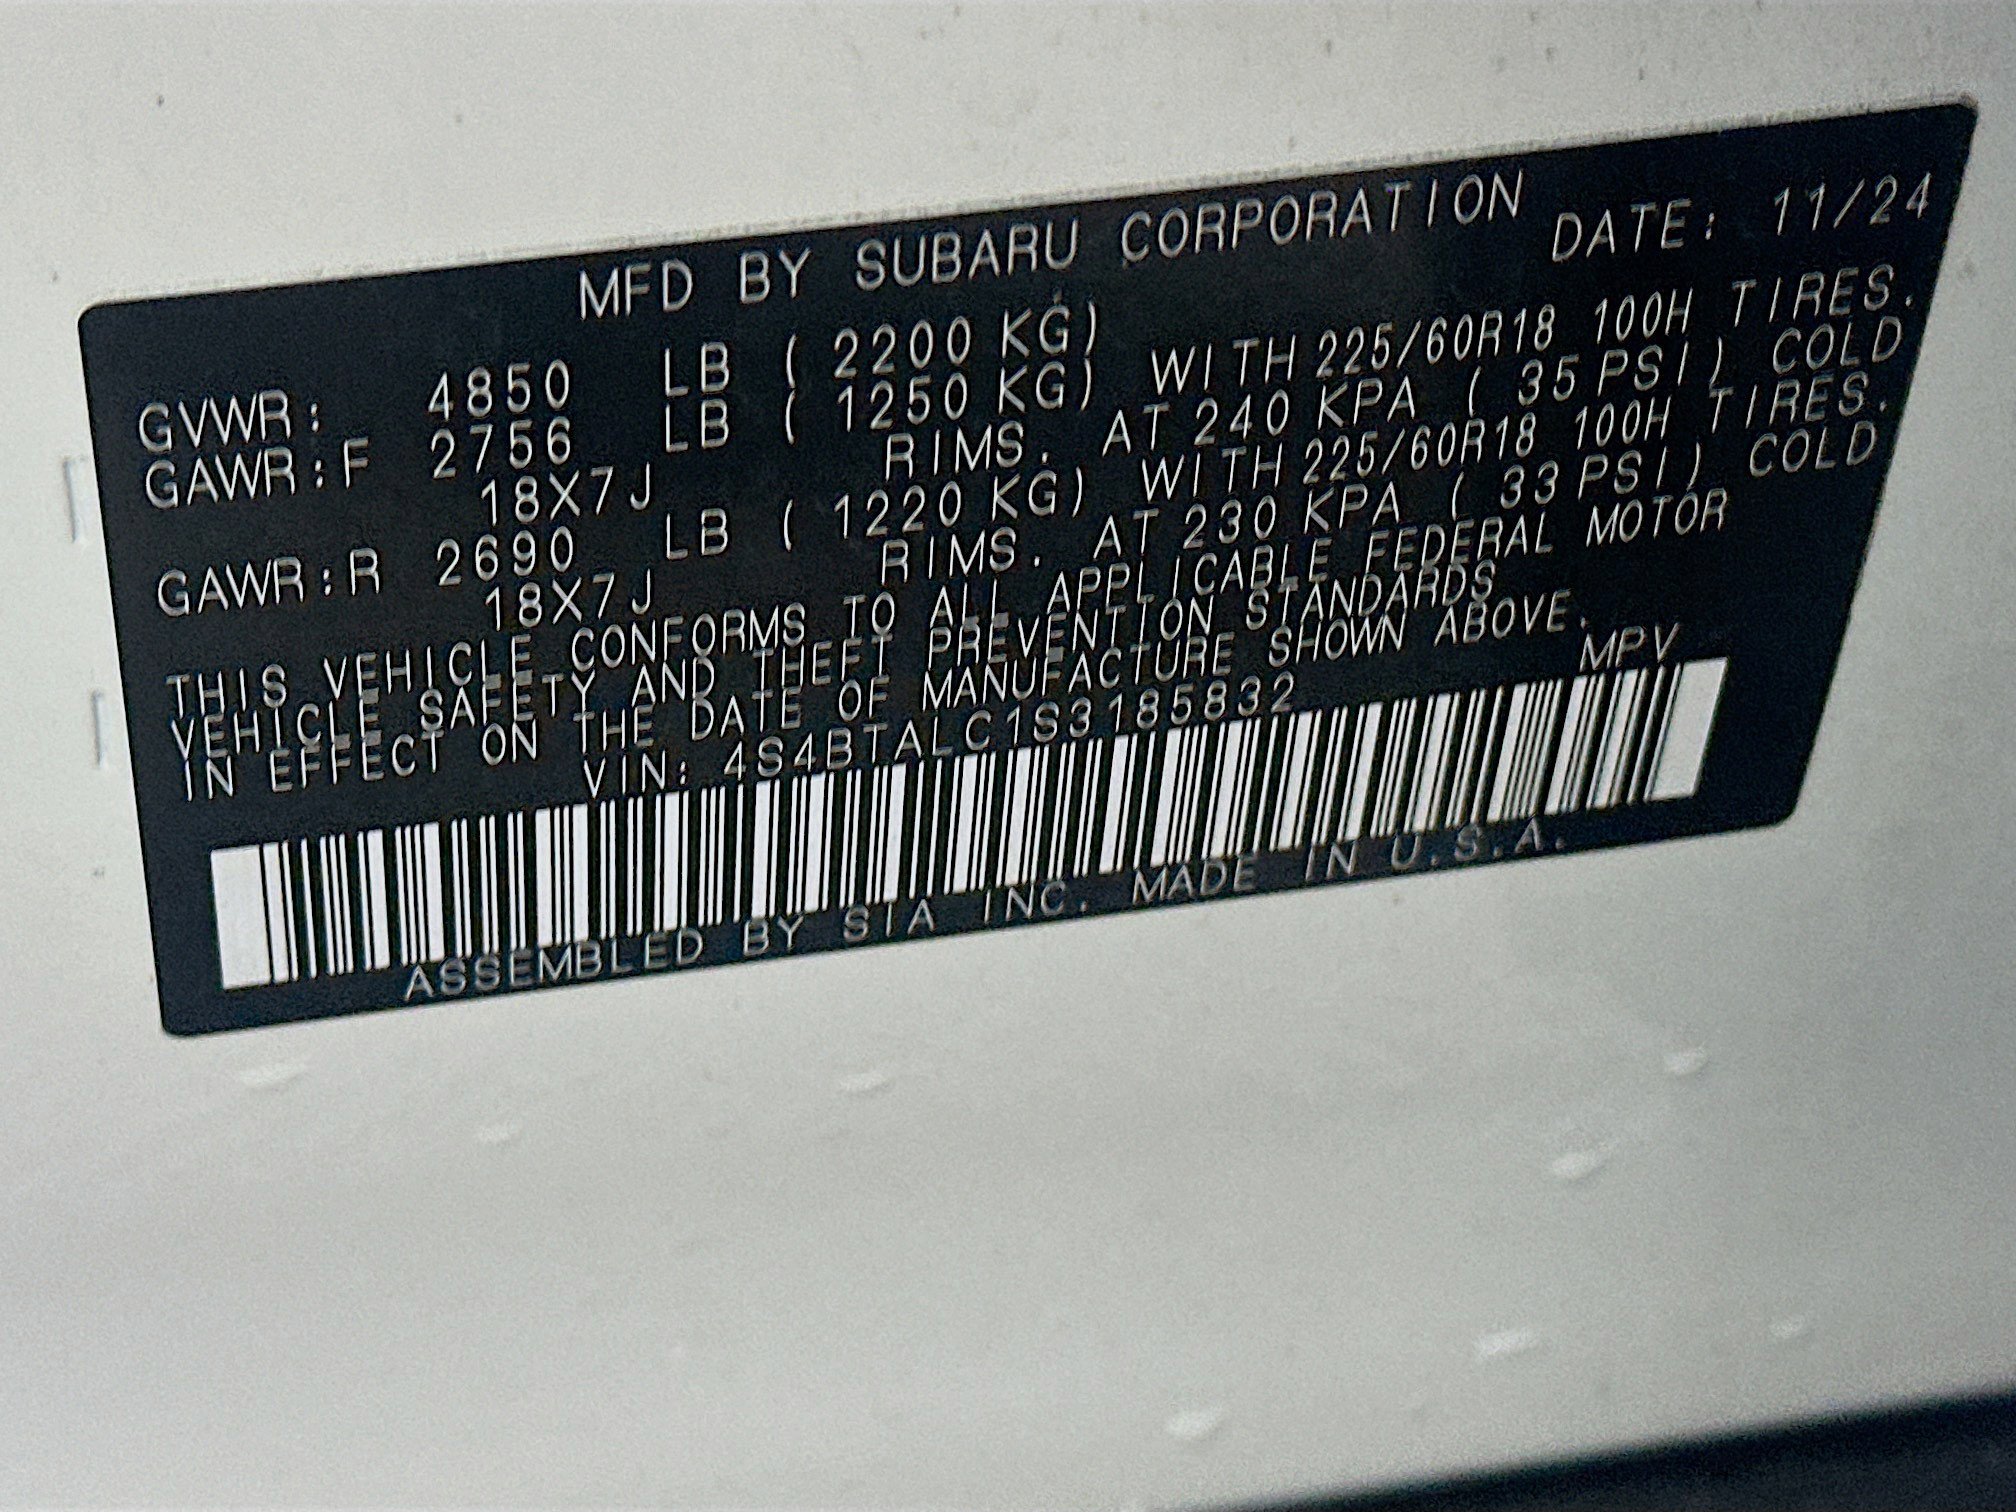 MFD BY SUBARU CORPORATION DATE: 11/24
GVWR: 4850 LB ( 2200 KG)
GAWR:F 2756 LB ( 1250 KG) WITH 225/60R18 100H TIRES.
18X7J RIMS. AT 240 KPA ( 35 PSI) COLD
GAWR:R 2690 LB ( 1220 KG) WITH 225/60R18 100H TIRES.
18X7J RIMS. AT 230 KPA ( 33 PSI) COLD
THIS VEHICLE CONFORMS TO ALL APPLICABLE FEDERAL MOTOR
VEHICLE SAFETY AND THEFT PREVENTION STANDARDS
IN EFFECT ON THE DATE OF MANUFACTURE SHOWN ABOVE.
VIN: 4S4BTALC1S3185832 MPV
ASSEMBLED BY SIA INC. MADE IN U.S.A.